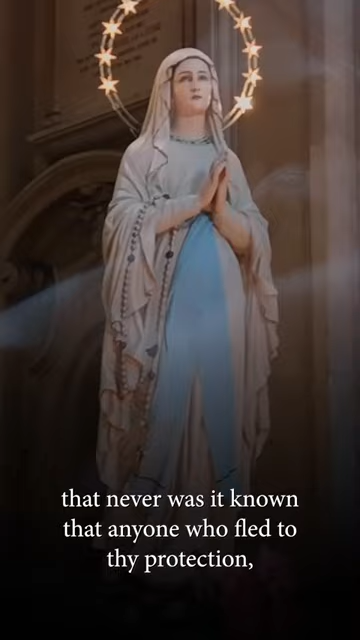 that never was it known
that anyone who fled to
thy protection,